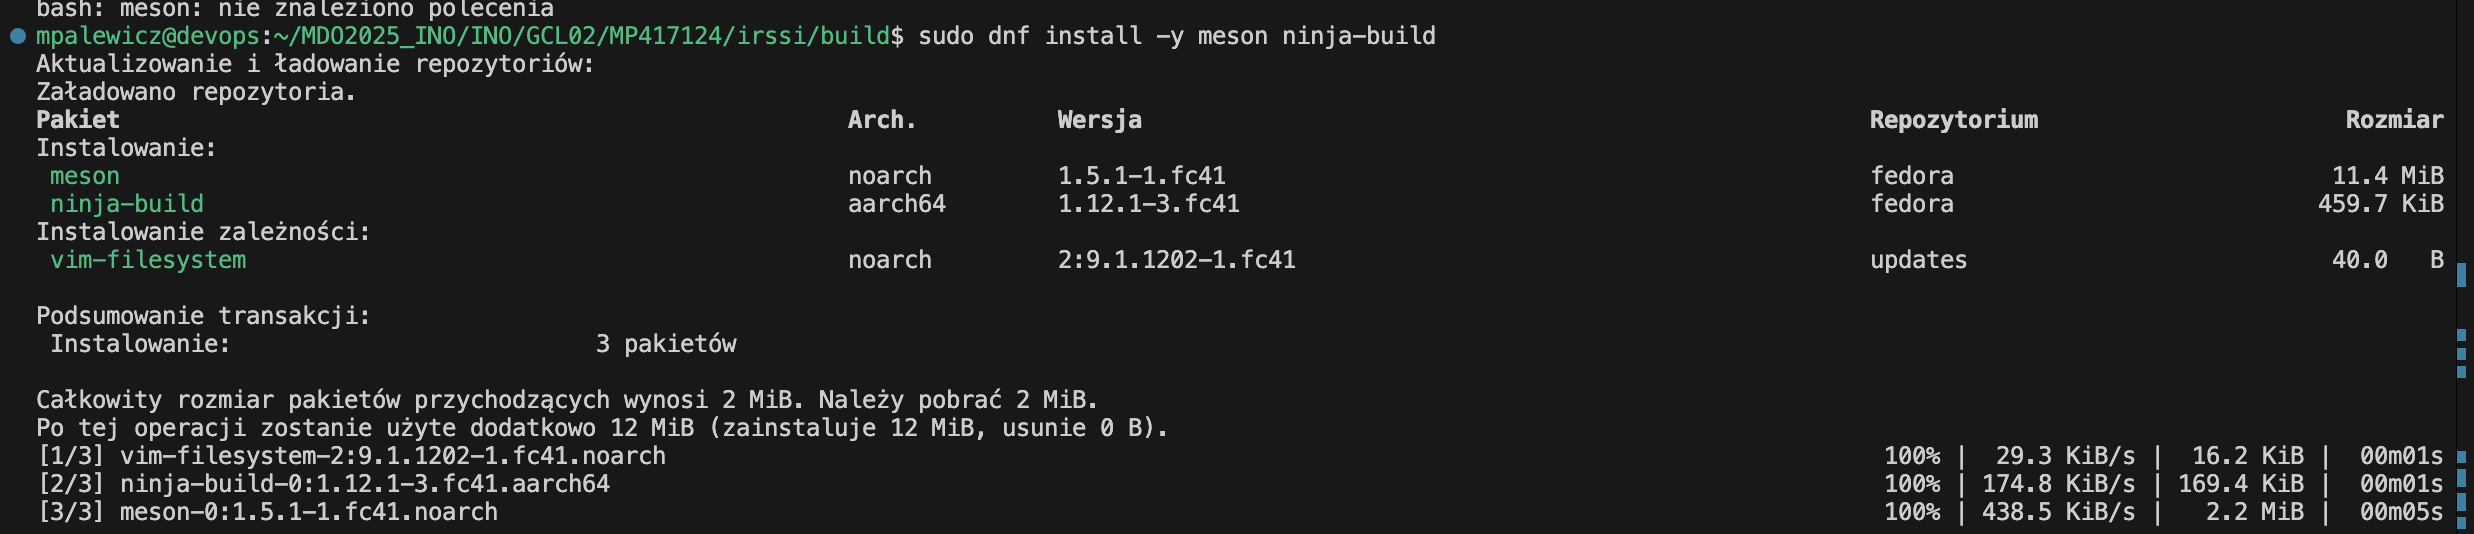 bash: meson: nie znaleziono polecenia
mpalewicz@devops:~/MDO2025_INO/INO/GCL02/MP417124/irssi/build$ sudo dnf install -y meson ninja-build
Aktualizowanie i ładowanie repozytoriów:
Załadowano repozytoria.
Pakiet Arch. Wersja Repozytorium Rozmiar
Instalowanie:
meson noarch 1.5.1-1.fc41 fedora 11.4 MiB
ninja-build aarch64 1.12.1-3.fc41 fedora 459.7 KiB
Instalowanie zależności:
vim-filesystem noarch 2:9.1.1202-1.fc41 updates 40.0 B
Podsumowanie transakcji:
Instalowanie: 3 pakietów
Całkowity rozmiar pakietów przychodzących wynosi 2 MiB. Należy pobrać 2 MiB.
Po tej operacji zostanie użyte dodatkowo 12 MiB (zainstaluje 12 MiB, usunie 0 B).
[1/3] vim-filesystem-2:9.1.1202-1.fc41.noarch 100% | 29.3 KiB/s | 16.2 KiB | 00m01s
[2/3] ninja-build-0:1.12.1-3.fc41.aarch64 100% | 174.8 KiB/s | 169.4 KiB | 00m01s
[3/3] meson-0:1.5.1-1.fc41.noarch 100% | 438.5 KiB/s | 2.2 MiB | 00m05s